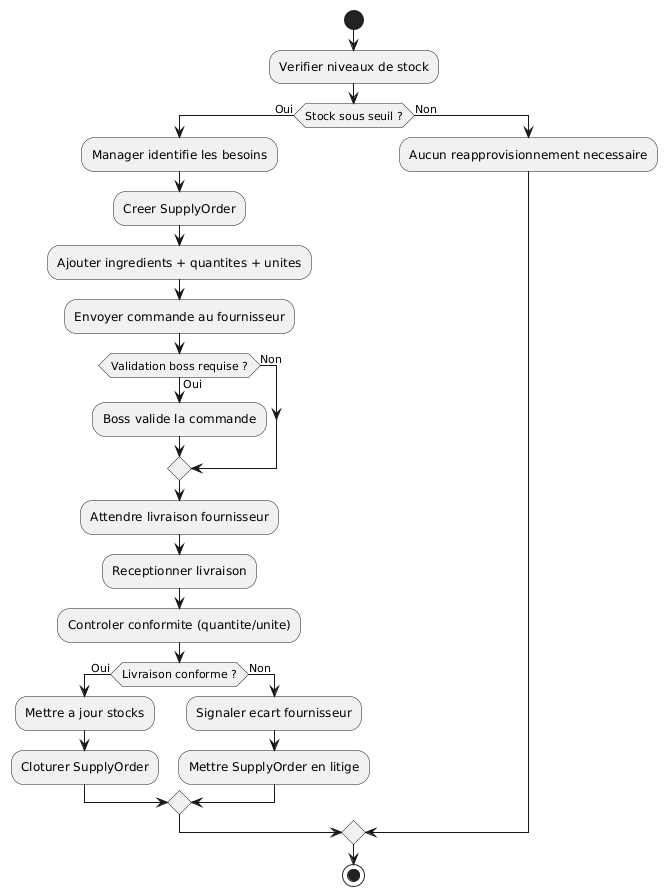 Verifier niveaux de stock
Oui
Stock sous seuil ?
Non
Manager identifie les besoins
Aucun reapprovisionnement necessaire
Creer SupplyOrder
Ajouter ingredients + quantites + unites
Envoyer commande au fournisseur
Validation boss requise ?
Non
Oui
Boss valide la commande
Attendre livraison fournisseur
Receptionner livraison
Controler conformite (quantite/unite)
Oui
Livraison conforme ?
Non
Mettre a jour stocks
Signaler ecart fournisseur
Cloturer SupplyOrder
Mettre SupplyOrder en litige